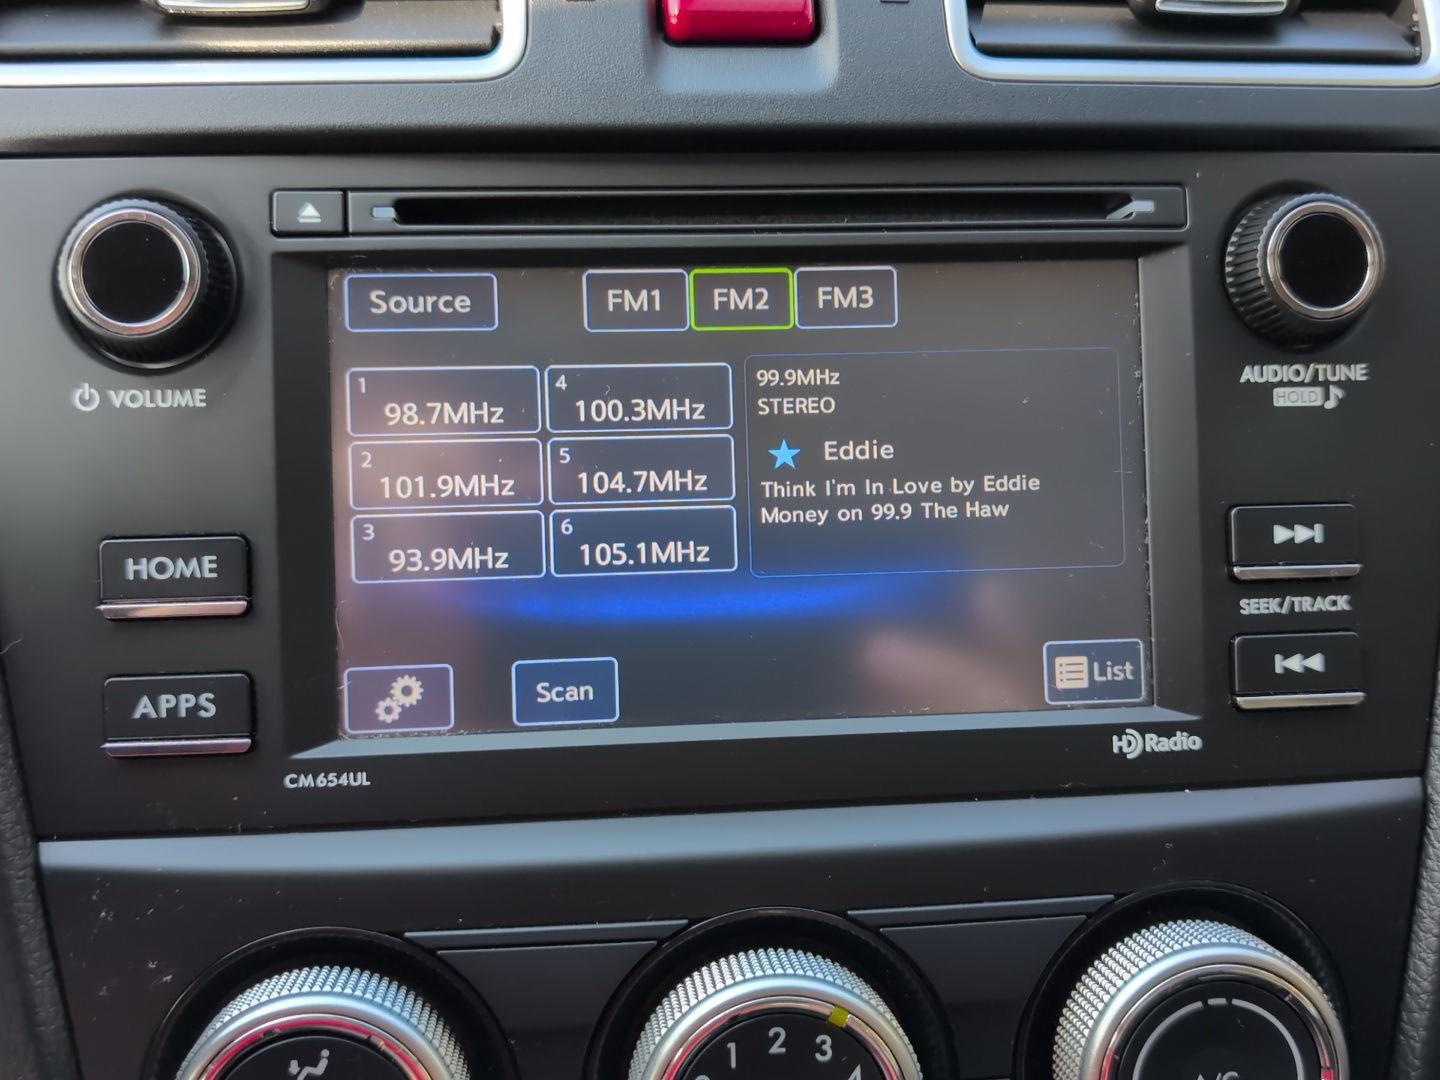 Source
FM1
FM2
FM3
1
98.7MHz
4
100.3MHz
2
101.9MHz
5
104.7MHz
3
93.9MHz
6
105.1MHz
99.9MHz
STEREO
Eddie
Think I'm In Love by Eddie
Money on 99.9 The Haw
Scan
List
VOLUME
HOME
APPS
AUDIO/TUNE
HOLD
SEEK/TRACK
CM654UL
HD Radio
1 2 3
A/C